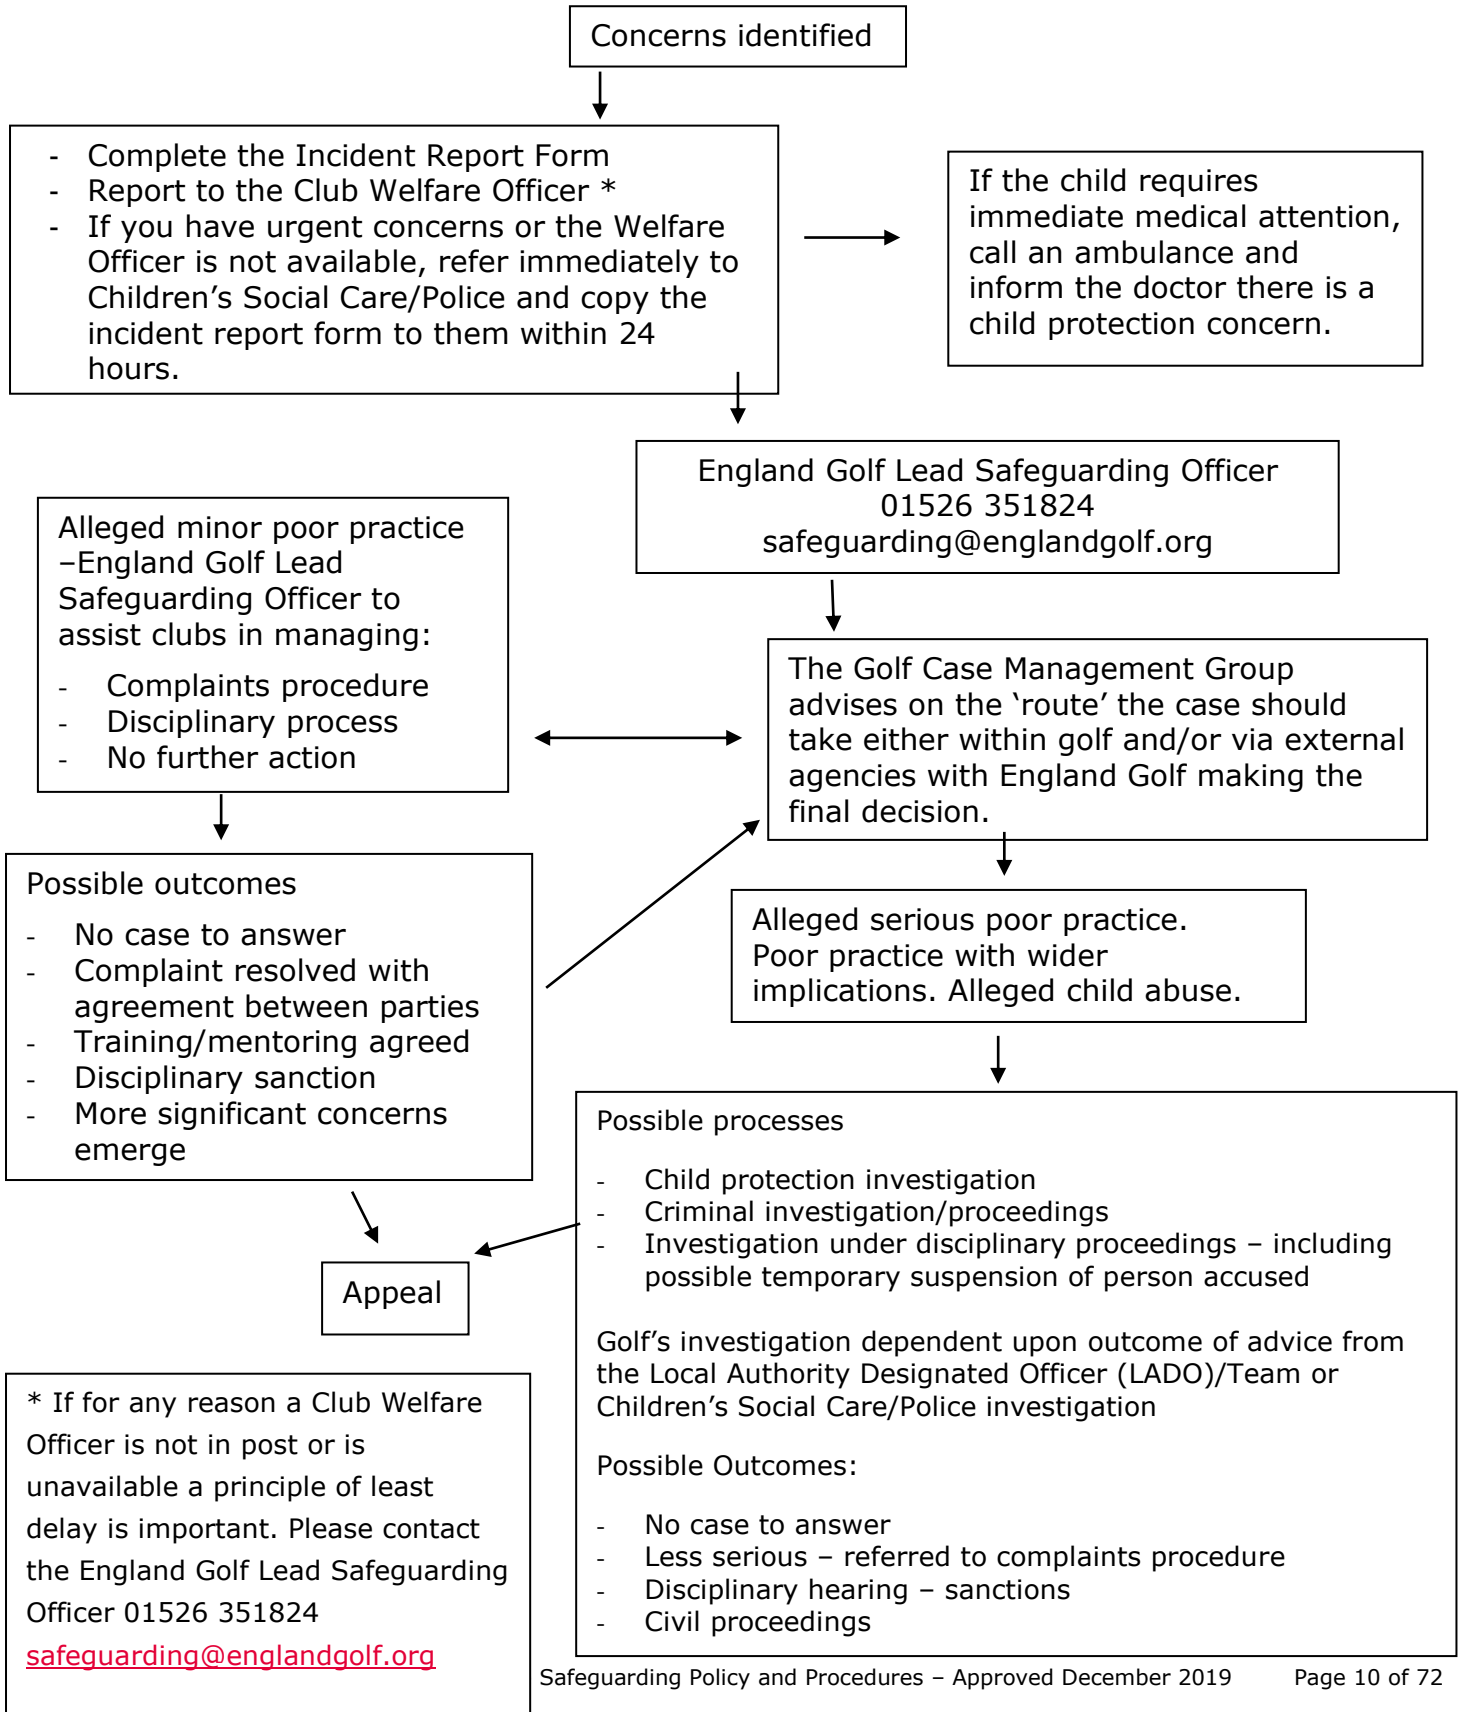 Concerns identified
- Complete the Incident Report Form
- Report to the Club Welfare Officer *
- If you have urgent concerns or the Welfare
Officer is not available, refer immediately to
Children’s Social Care/Police and copy the
incident report form to them within 24
hours.
If the child requires
immediate medical attention,
call an ambulance and
inform the doctor there is a
child protection concern.
England Golf Lead Safeguarding Officer
01526 351824
safeguarding@englandgolf.org
Alleged minor poor practice
–England Golf Lead
Safeguarding Officer to
assist clubs in managing:
- Complaints procedure
- Disciplinary process
- No further action
The Golf Case Management Group
advises on the ‘route’ the case should
take either within golf and/or via external
agencies with England Golf making the
final decision.
Possible outcomes
- No case to answer
- Complaint resolved with
agreement between parties
- Training/mentoring agreed
- Disciplinary sanction
- More significant concerns
emerge
Alleged serious poor practice.
Poor practice with wider
implications. Alleged child abuse.
Possible processes
- Child protection investigation
- Criminal investigation/proceedings
- Investigation under disciplinary proceedings – including
possible temporary suspension of person accused
Golf’s investigation dependent upon outcome of advice from
the Local Authority Designated Officer (LADO)/Team or
Children’s Social Care/Police investigation
Possible Outcomes:
- No case to answer
- Less serious – referred to complaints procedure
- Disciplinary hearing – sanctions
- Civil proceedings
Appeal
* If for any reason a Club Welfare
Officer is not in post or is
unavailable a principle of least
delay is important. Please contact
the England Golf Lead Safeguarding
Officer 01526 351824
safeguarding@englandgolf.org
Safeguarding Policy and Procedures – Approved December 2019 Page 10 of 72